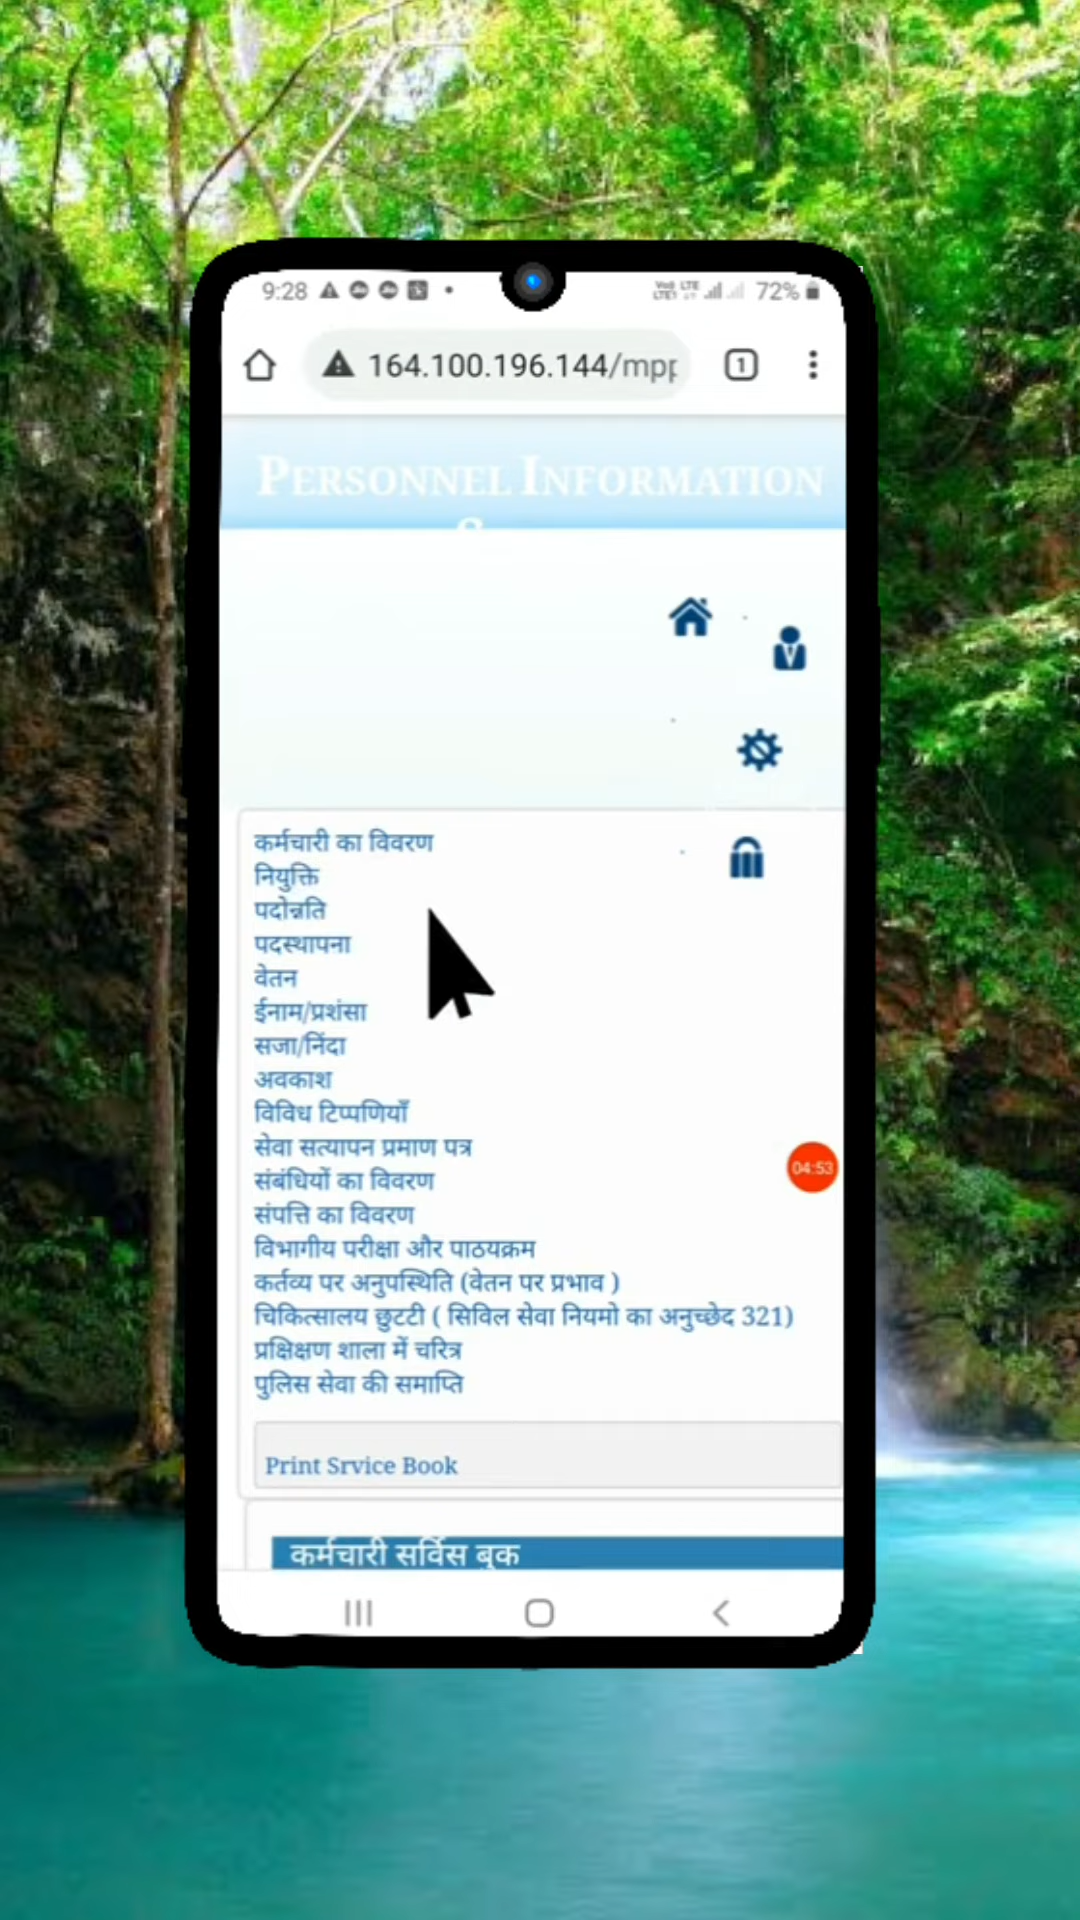 9:28
72%
164.100.196.144/mpp
1
PERSONNEL INFORMATION
कर्मचारी का विवरण
नियुक्ति
पदोन्नति
पदस्थापना
वेतन
ईनाम/प्रशंसा
सजा/निंदा
अवकाश
विविध टिप्पणियाँ
सेवा सत्यापन प्रमाण पत्र
संबंधियों का विवरण
04:53
संपत्ति का विवरण
विभागीय परीक्षा और पाठयक्रम
कर्तव्य पर अनुपस्थिति (वेतन पर प्रभाव )
चिकित्सालय छुटटी ( सिविल सेवा नियमो का अनुच्छेद 321)
प्रक्षिक्षण शाला में चरित्र
पुलिस सेवा की समाप्ति
Print Srvice Book
कर्मचारी सर्विस बुक